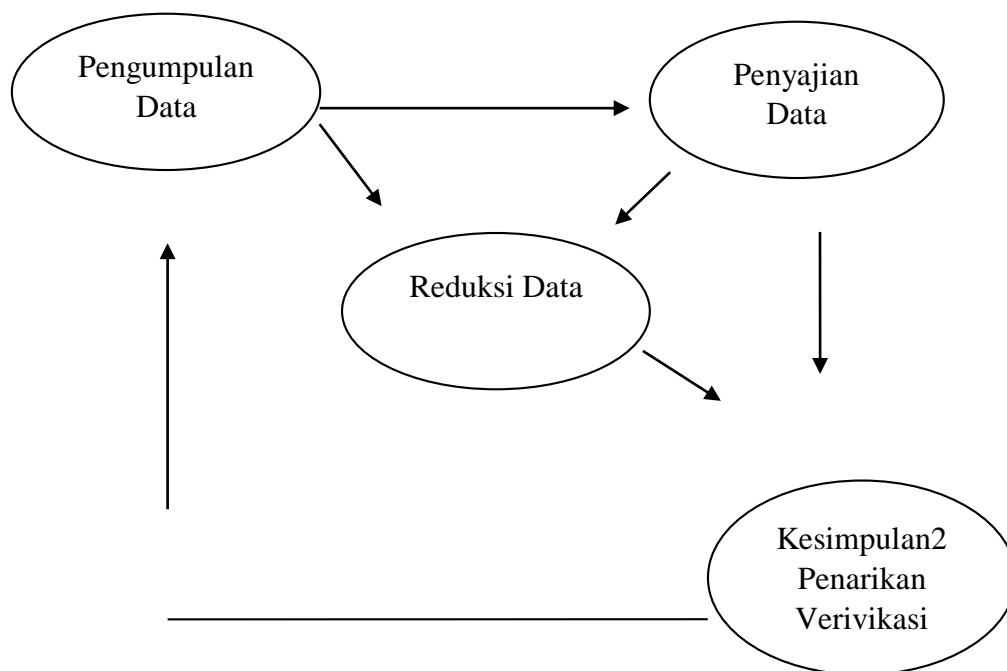 Pengumpulan
Data
Penyajian
Data
Reduksi Data
Kesimpulan2
Penarikan
Verivikasi